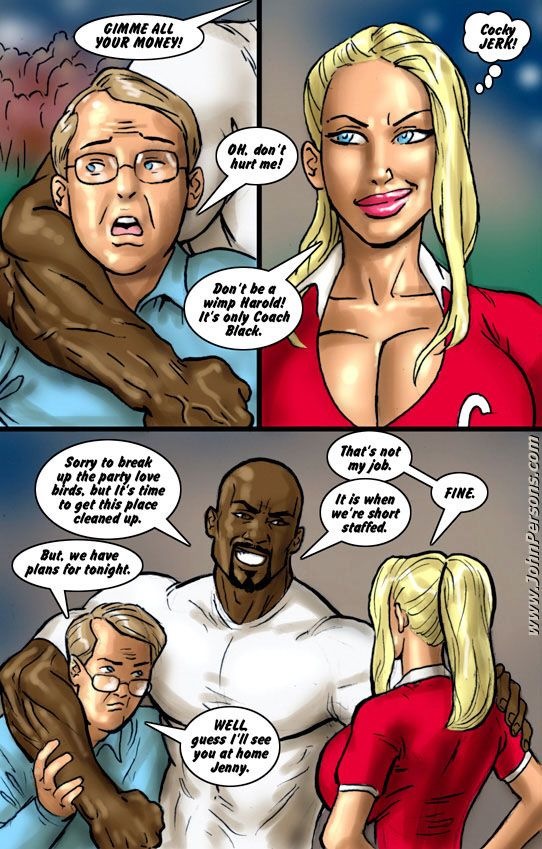 GIMME ALL
YOUR MONEY!
OH, don't
hurt me!
Cocky
JERK!
Don't be a
wimp Harold!
It's only Coach
Black.
C
Sorry to break
up the party love
birds, but It's time
to get this place
cleaned up.
But, we have
plans for tonight.
That's not
my job.
It is when
we're short
staffed.
FINE.
WELL,
guess I'll see
you at home
Jenny.
www.JohnPersons.com